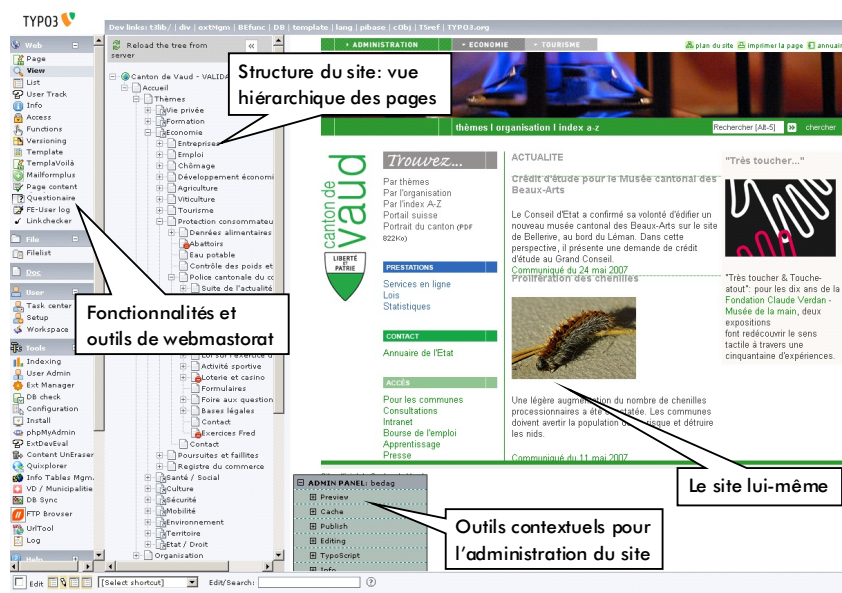 TYPO3
Dev links: t3lib/ | div | extMgm | BEfunc | DB | template | lang | pibase | cObj | TSref | TYPO3.org
Web
Page
View
List
User Track
Info
Access
Functions
Versioning
Template
TemplaVoilà
Mailformplus
Page content
Questionaire
FE-User log
Linkchecker
File
Filelist
Doc
User
Task center
Setup
Workspace
Tools
Indexing
User Admin
Ext Manager
DB check
Configuration
Install
phpMyAdmin
ExtDevEval
Content UnEraser
Quixplorer
Info Tables Mgm.
VD / Municipalitie
DB Sync
FTP Browser
UrlTool
Log
Help
Reload the tree from
server
Canton de Vaud - VALIDA
Accueil
Thèmes
Vie privée
Formation
Economie
Entreprises
Emploi
Chômage
Développement économi
Agriculture
Viticulture
Tourisme
Protection consommateu
Denrées alimentaires
Abattoirs
Eau potable
Contrôle des poids et
Police cantonale du co
Suite de l'actualité
Loi sur l'exercice d
Activité sportive
Loterie et casino
Formulaires
Foire aux question
Bases légales
Contact
Exercices Fred
Contact
Poursuites et faillites
Registre du commerce
Santé / Social
Culture
Sécurité
Mobilité
Environnement
Territoire
Etat / Droit
Organisation
Structure du site: vue
hiérarchique des pages
Fonctionnalités et
outils de webmastorat
ADMINISTRATION
ECONOMIE
TOURISME
plan du site
imprimer la page
annuair
thèmes | organisation | index a-z
Rechercher [Alt-5]
chercher
canton de
vaud
LIBERTÉ
ET
PATRIE
Trouvez...
Par thèmes
Par l'organisation
Par l'index A-Z
Portail suisse
Portrait du canton (PDF
822Ko)
PRESTATIONS
Services en ligne
Lois
Statistiques
CONTACT
Annuaire de l'Etat
ACCÈS
Pour les communes
Consultations
Intranet
Bourse de l'emploi
Apprentissage
Presse
ACTUALITE
Crédit d'étude pour le Musée cantonal des
Beaux-Arts
Le Conseil d'Etat a confirmé sa volonté d'édifier un
nouveau musée cantonal des Beaux-Arts sur le site
de Bellerive, au bord du Léman. Dans cette
perspective, il présente une demande de crédit
d'étude au Grand Conseil.
Communiqué du 24 mai 2007
Prolifération des chenilles
Une légère augmentation du nombre de chenilles
processionnaires a été constatée. Les communes
doivent avertir la population du risque et détruire
les nids.
Communiqué du 11 mai 2007
"Très toucher..."
"Très toucher & Touche-
atout": pour les dix ans de la
Fondation Claude Verdan -
Musée de la main, deux
expositions
font redécouvrir le sens
tactile à travers une
cinquantaine d'expériences.
Le site lui-même
ADMIN PANEL: bedag
Preview
Cache
Publish
Editing
TypoScript
Info
Outils contextuels pour
l'administration du site
Edit
[Select shortcut]
Edit/Search: